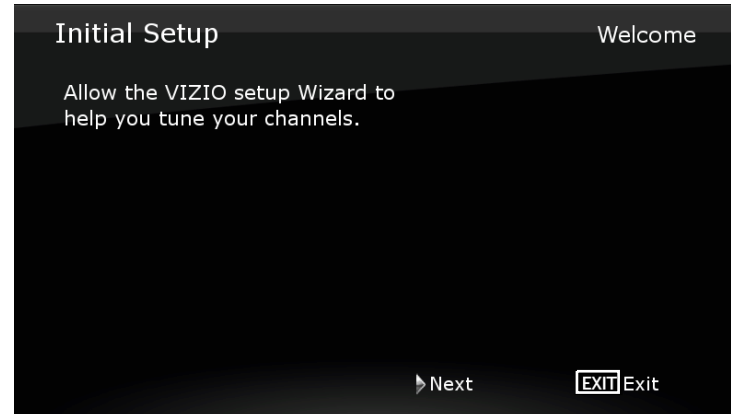 Initial Setup
Welcome
Allow the VIZIO setup Wizard to
help you tune your channels.
Next
EXIT Exit